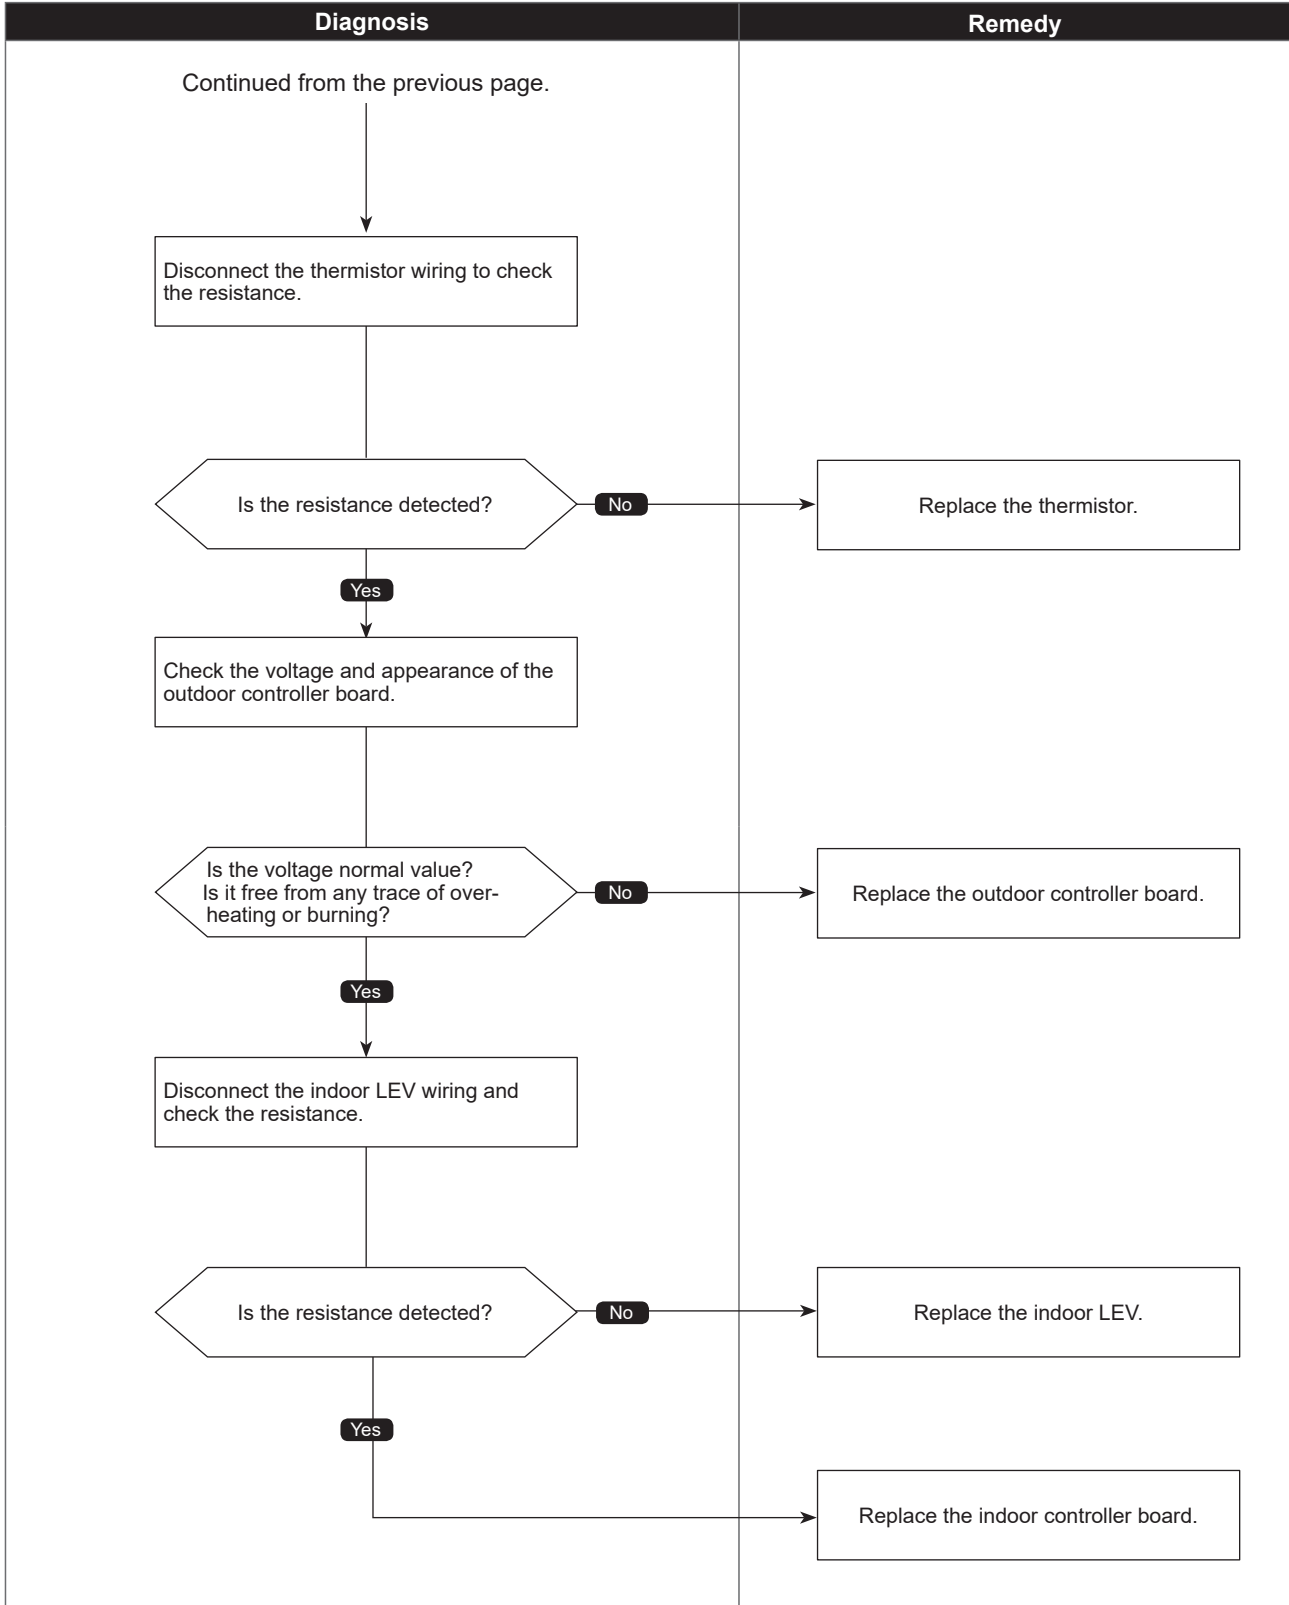 Diagnosis
Remedy
Continued from the previous page.
Disconnect the thermistor wiring to check
the resistance.
Is the resistance detected?
No
Replace the thermistor.
Yes
Check the voltage and appearance of the
outdoor controller board.
Is the voltage normal value?
Is it free from any trace of over-
heating or burning?
No
Replace the outdoor controller board.
Yes
Disconnect the indoor LEV wiring and
check the resistance.
Is the resistance detected?
No
Replace the indoor LEV.
Yes
Replace the indoor controller board.